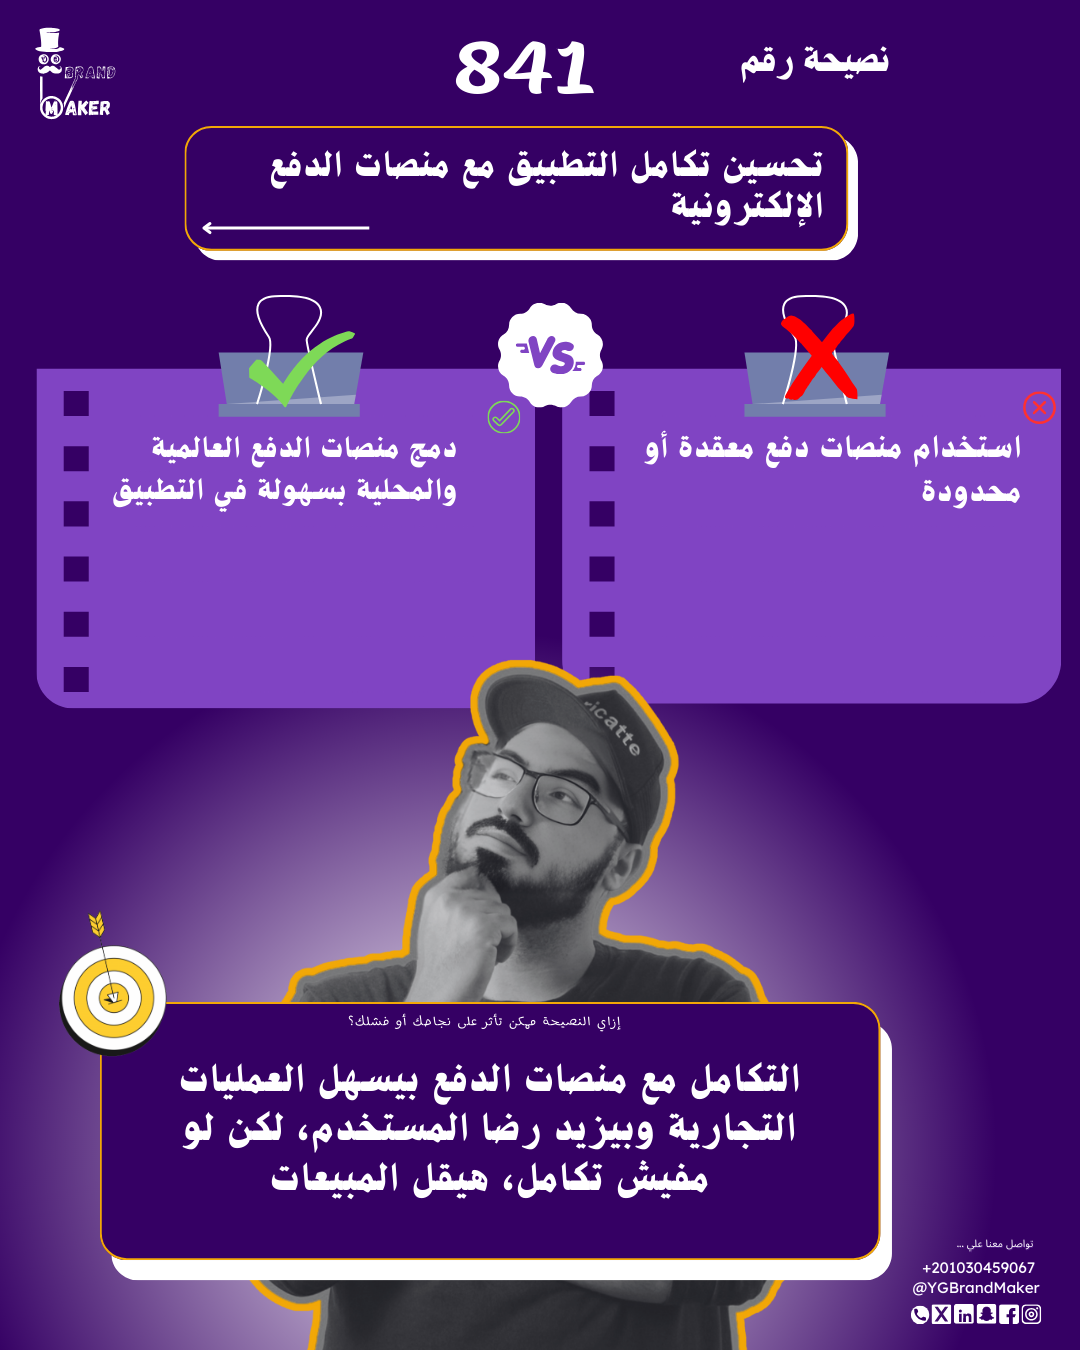 BRAND
MAKER
نصيحة رقم
841
تحسين تكامل التطبيق مع منصات الدفع
الإلكترونية
VS
استخدام منصات دفع معقدة أو
محدودة
دمج منصات الدفع العالمية
والمحلية بسهولة في التطبيق
icatte
إزاي النصيحة ممكن تأثر على نجاحك أو فشلك؟
التكامل مع منصات الدفع بيسهل العمليات
التجارية وبيزيد رضا المستخدم، لكن لو
مفيش تكامل، هيقل المبيعات
تواصل معنا علي ...
+201030459067
@YGBrandMaker